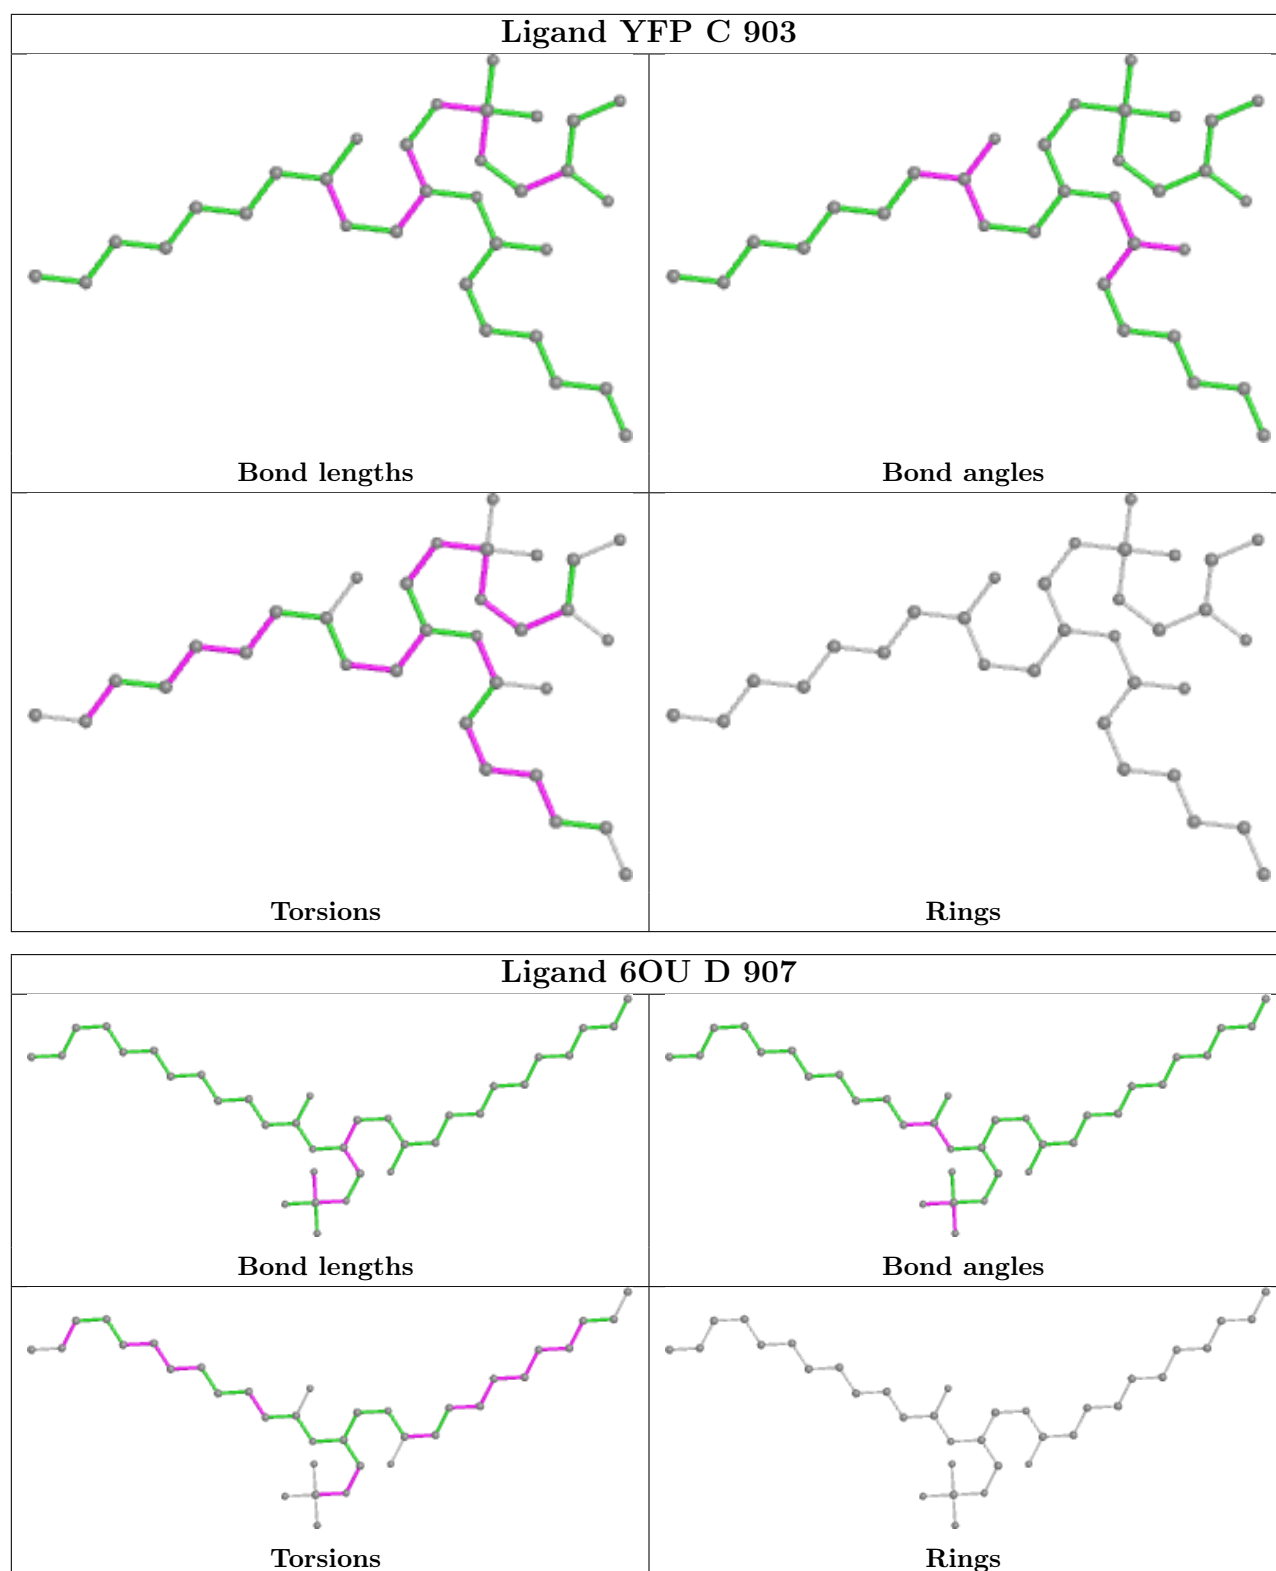 Ligand YFP C 903
Bond lengths
Bond angles
Torsions
Rings
Ligand 6OU D 907
Bond lengths
Bond angles
Torsions
Rings